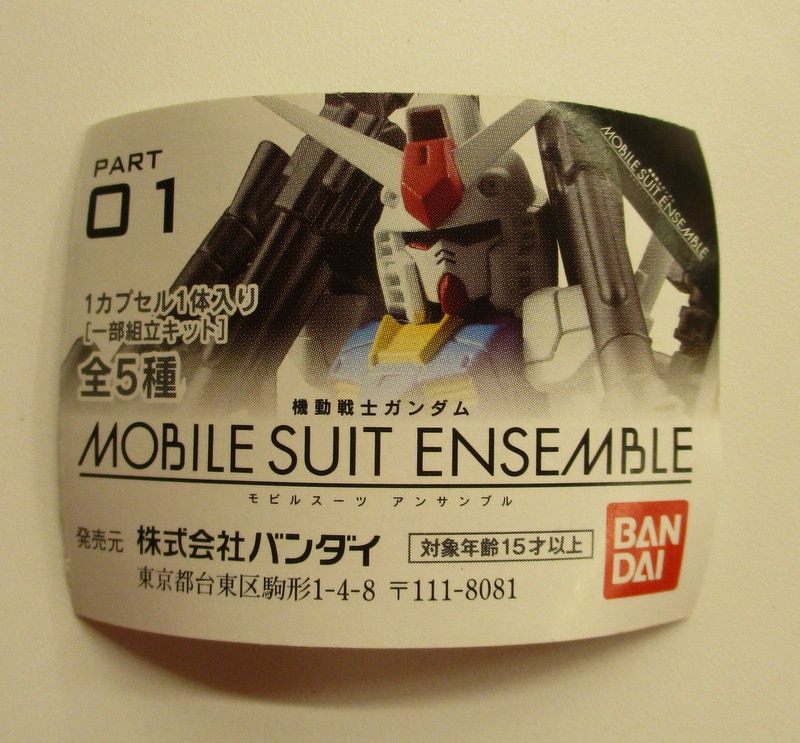 PART
01
1カプセル1体入り
[一部組立キット]
全5種
MOBILE SUIT ENSEMBLE
機動戦士ガンダム
MOBILE SUIT ENSEMBLE
モビルスーツ アンサンブル
発売元 株式会社バンダイ 対象年齢15才以上
東京都台東区駒形1-4-8 〒111-8081
BAN
DAI